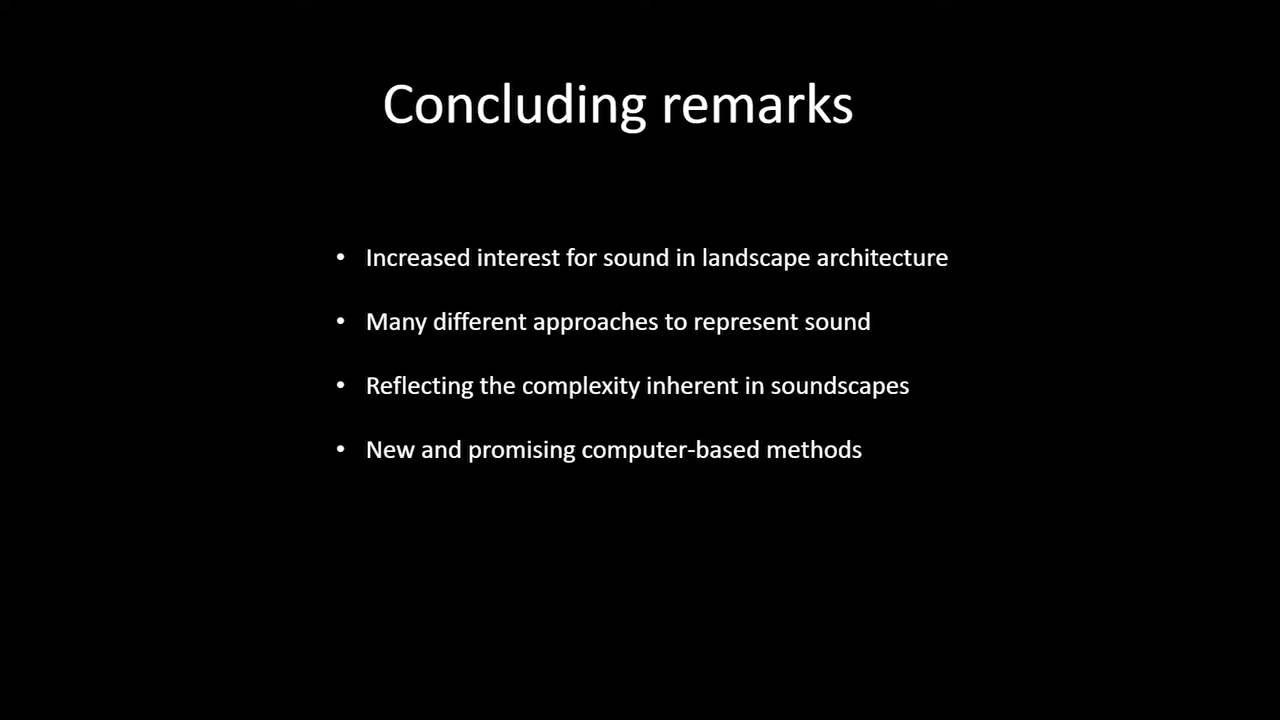 Concluding remarks
• Increased interest for sound in landscape architecture
• Many different approaches to represent sound
• Reflecting the complexity inherent in soundscapes
• New and promising computer-based methods